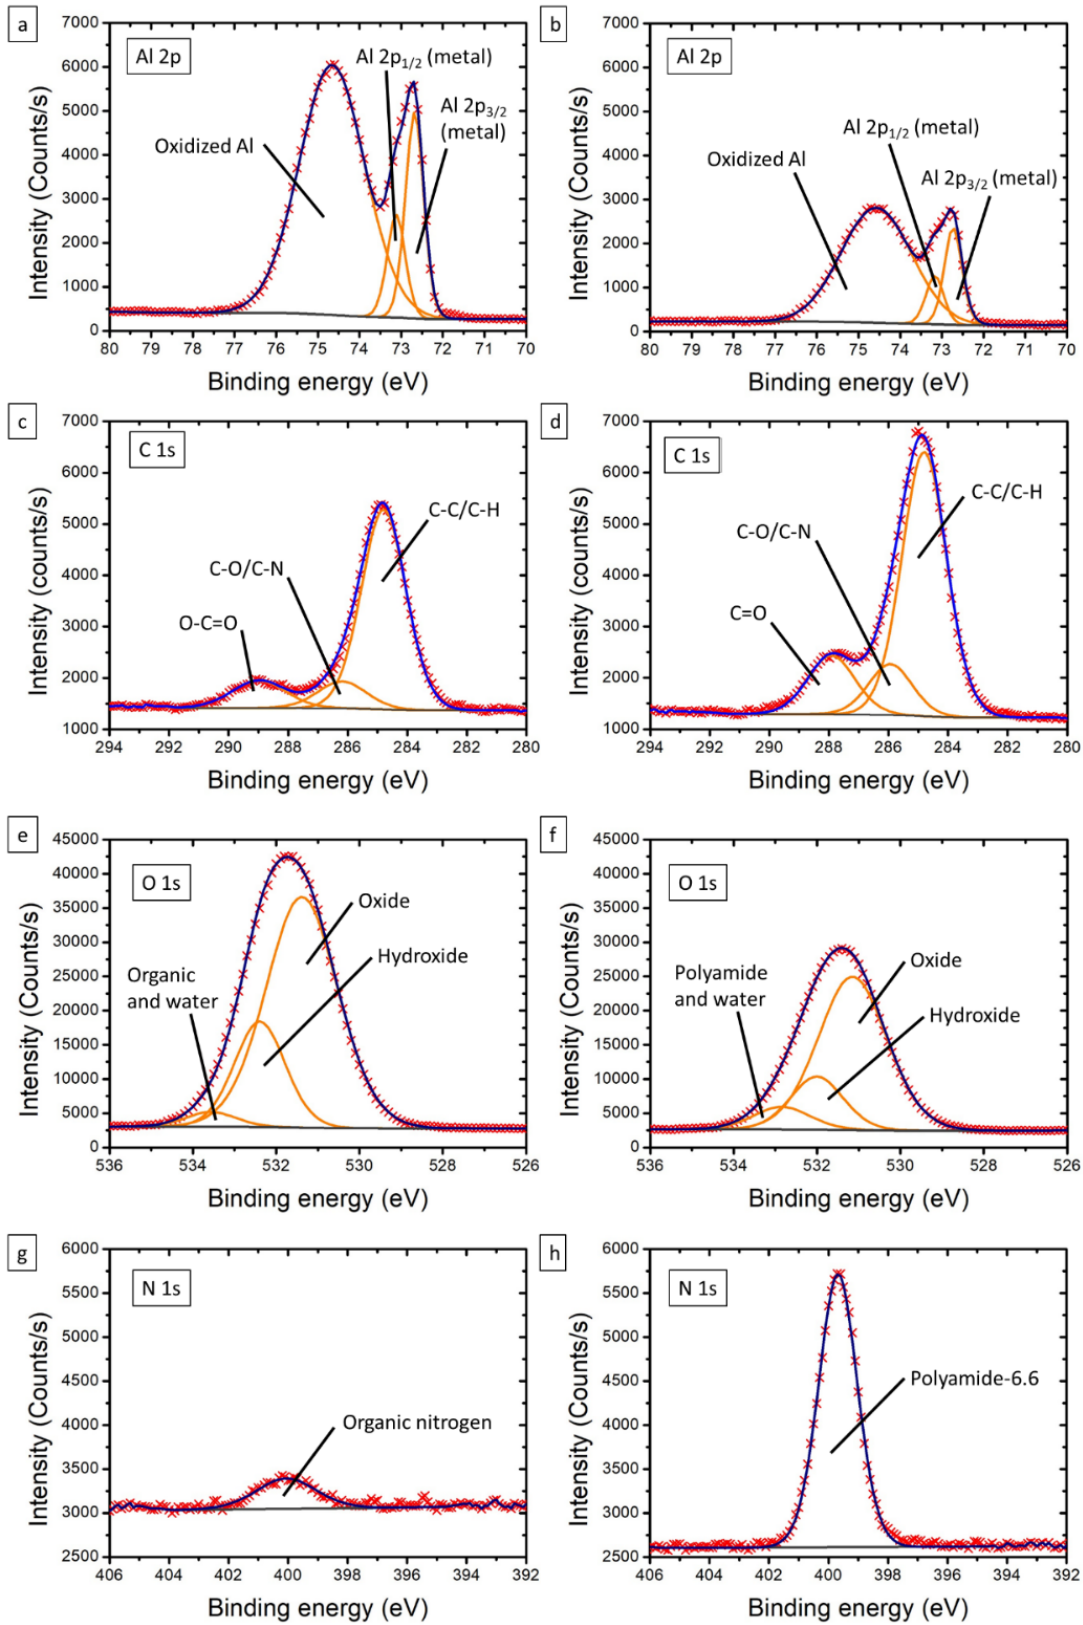 a
Al 2p
Al 2p1/2 (metal)
Al 2p3/2
(metal)
Oxidized Al
Intensity (Counts/s)
7000
6000
5000
4000
3000
2000
1000
0
80 79 78 77 76 75 74 73 72 71 70
Binding energy (eV)
b
Al 2p
Al 2p1/2 (metal)
Oxidized Al
Al 2p3/2 (metal)
Intensity (Counts/s)
7000
6000
5000
4000
3000
2000
1000
0
80 79 78 77 76 75 74 73 72 71 70
Binding energy (eV)
c
C 1s
C-C/C-H
C-O/C-N
O-C=O
Intensity (counts/s)
7000
6000
5000
4000
3000
2000
1000
294 292 290 288 286 284 282 280
Binding energy (eV)
d
C 1s
C-C/C-H
C-O/C-N
C=O
Intensity (counts/s)
7000
6000
5000
4000
3000
2000
1000
294 292 290 288 286 284 282 280
Binding energy (eV)
e
O 1s
Oxide
Hydroxide
Organic
and water
Intensity (Counts/s)
45000
40000
35000
30000
25000
20000
15000
10000
5000
0
536 534 532 530 528 526
Binding energy (eV)
f
O 1s
Oxide
Polyamide
and water
Hydroxide
Intensity (Counts/s)
45000
40000
35000
30000
25000
20000
15000
10000
5000
0
536 534 532 530 528 526
Binding energy (eV)
g
N 1s
Organic nitrogen
Intensity (Counts/s)
6000
5500
5000
4500
4000
3500
3000
2500
406 404 402 400 398 396 394 392
Binding energy (eV)
h
N 1s
Polyamide-6.6
Intensity (Counts/s)
6000
5500
5000
4500
4000
3500
3000
2500
406 404 402 400 398 396 394 392
Binding energy (eV)